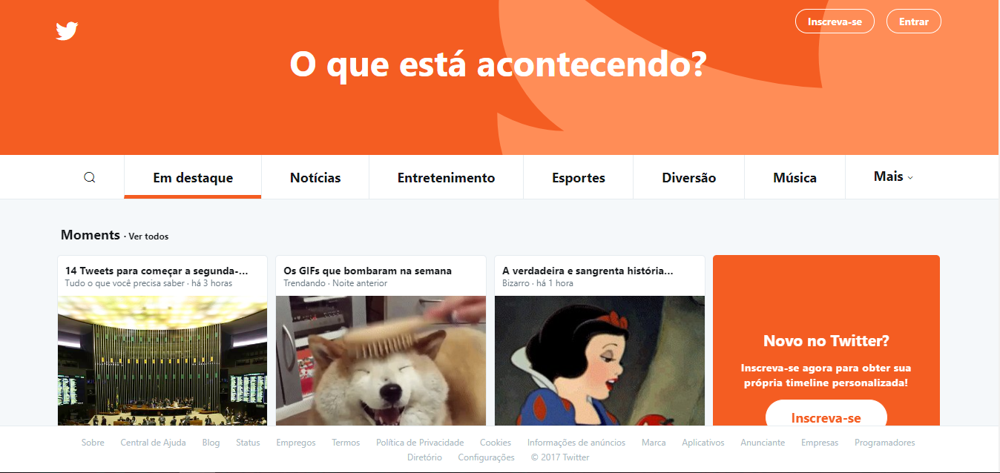 Inscreva-se
Entrar
O que está acontecendo?
Em destaque
Notícias
Entretenimento
Esportes
Diversão
Música
Mais
Moments · Ver todos
14 Tweets para começar a segunda-...
Tudo o que você precisa saber · há 3 horas
Os GIFs que bombaram na semana
Trendando · Noite anterior
A verdadeira e sangrenta história...
Bizarro · há 1 hora
Novo no Twitter?
Inscreva-se agora para obter sua
própria timeline personalizada!
Inscreva-se
Sobre Central de Ajuda Blog Status Empregos Termos Política de Privacidade Cookies Informações de anúncios Marca Aplicativos Anunciante Empresas Programadores
Diretório Configurações © 2017 Twitter